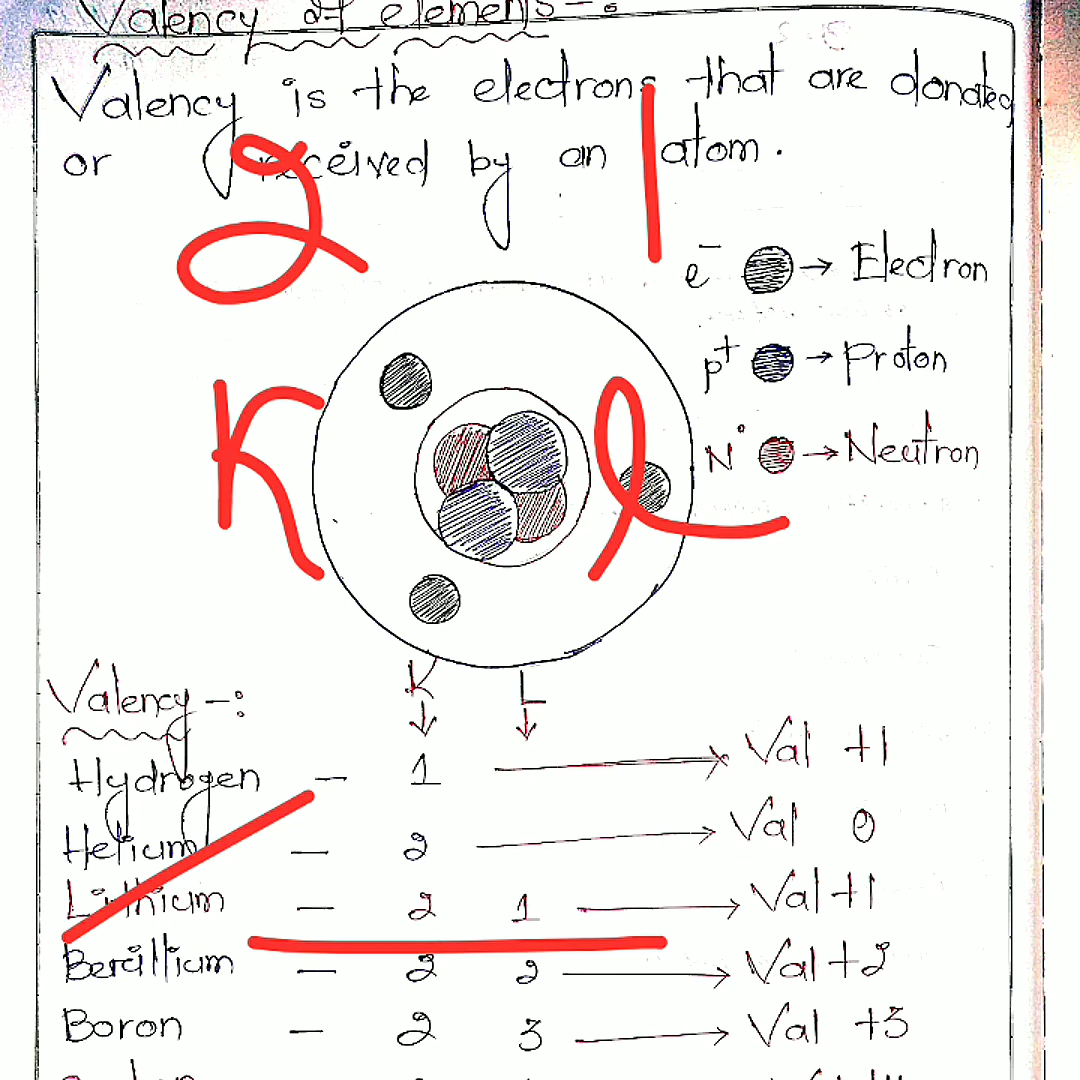 Valency of elements-:
Valency is the electrons that are donated
or received by an atom.
2 1
e⁻ → Electron
p⁺ → Proton
N° → Neutron
K l
K L
Valency -:
Hydrogen - 1 → Val +1
Helium - 2 → Val 0
Lithium - 2 1 → Val +1
Berillium - 2 2 → Val +2
Boron - 2 3 → Val +3